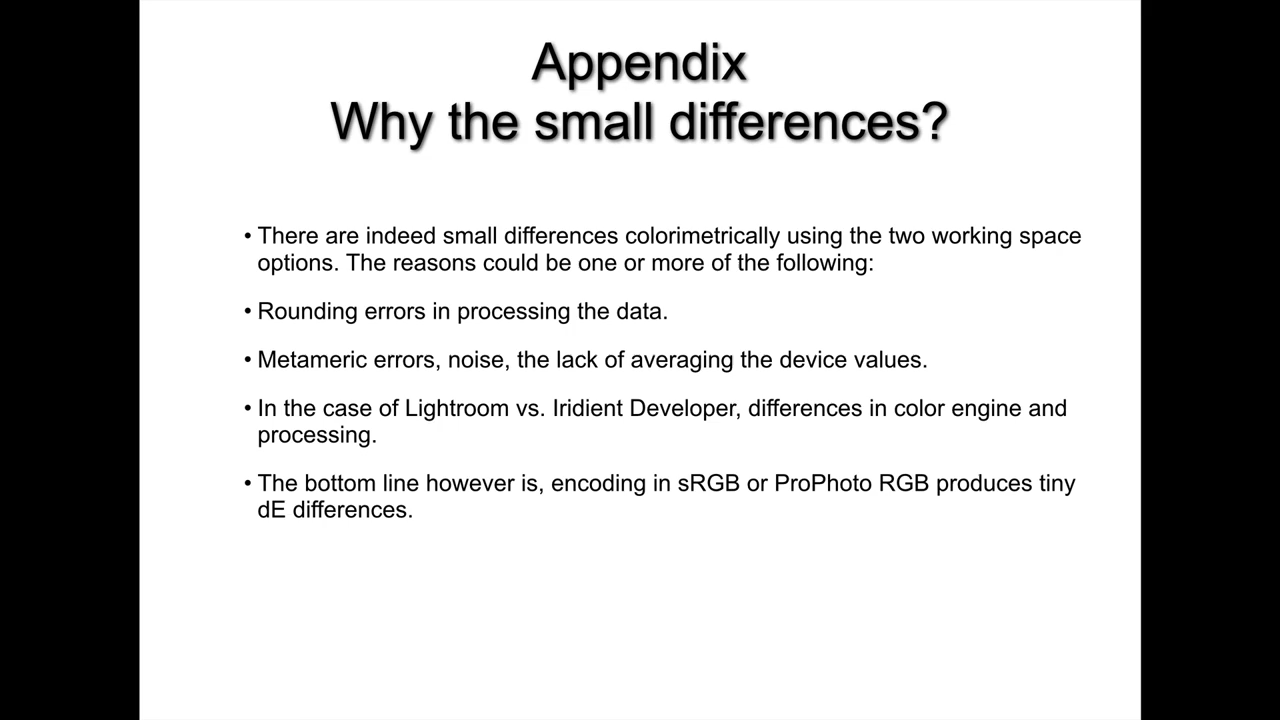 Appendix
Why the small differences?
• There are indeed small differences colorimetrically using the two working space
options. The reasons could be one or more of the following:
• Rounding errors in processing the data.
• Metameric errors, noise, the lack of averaging the device values.
• In the case of Lightroom vs. Iridient Developer, differences in color engine and
processing.
• The bottom line however is, encoding in sRGB or ProPhoto RGB produces tiny
dE differences.